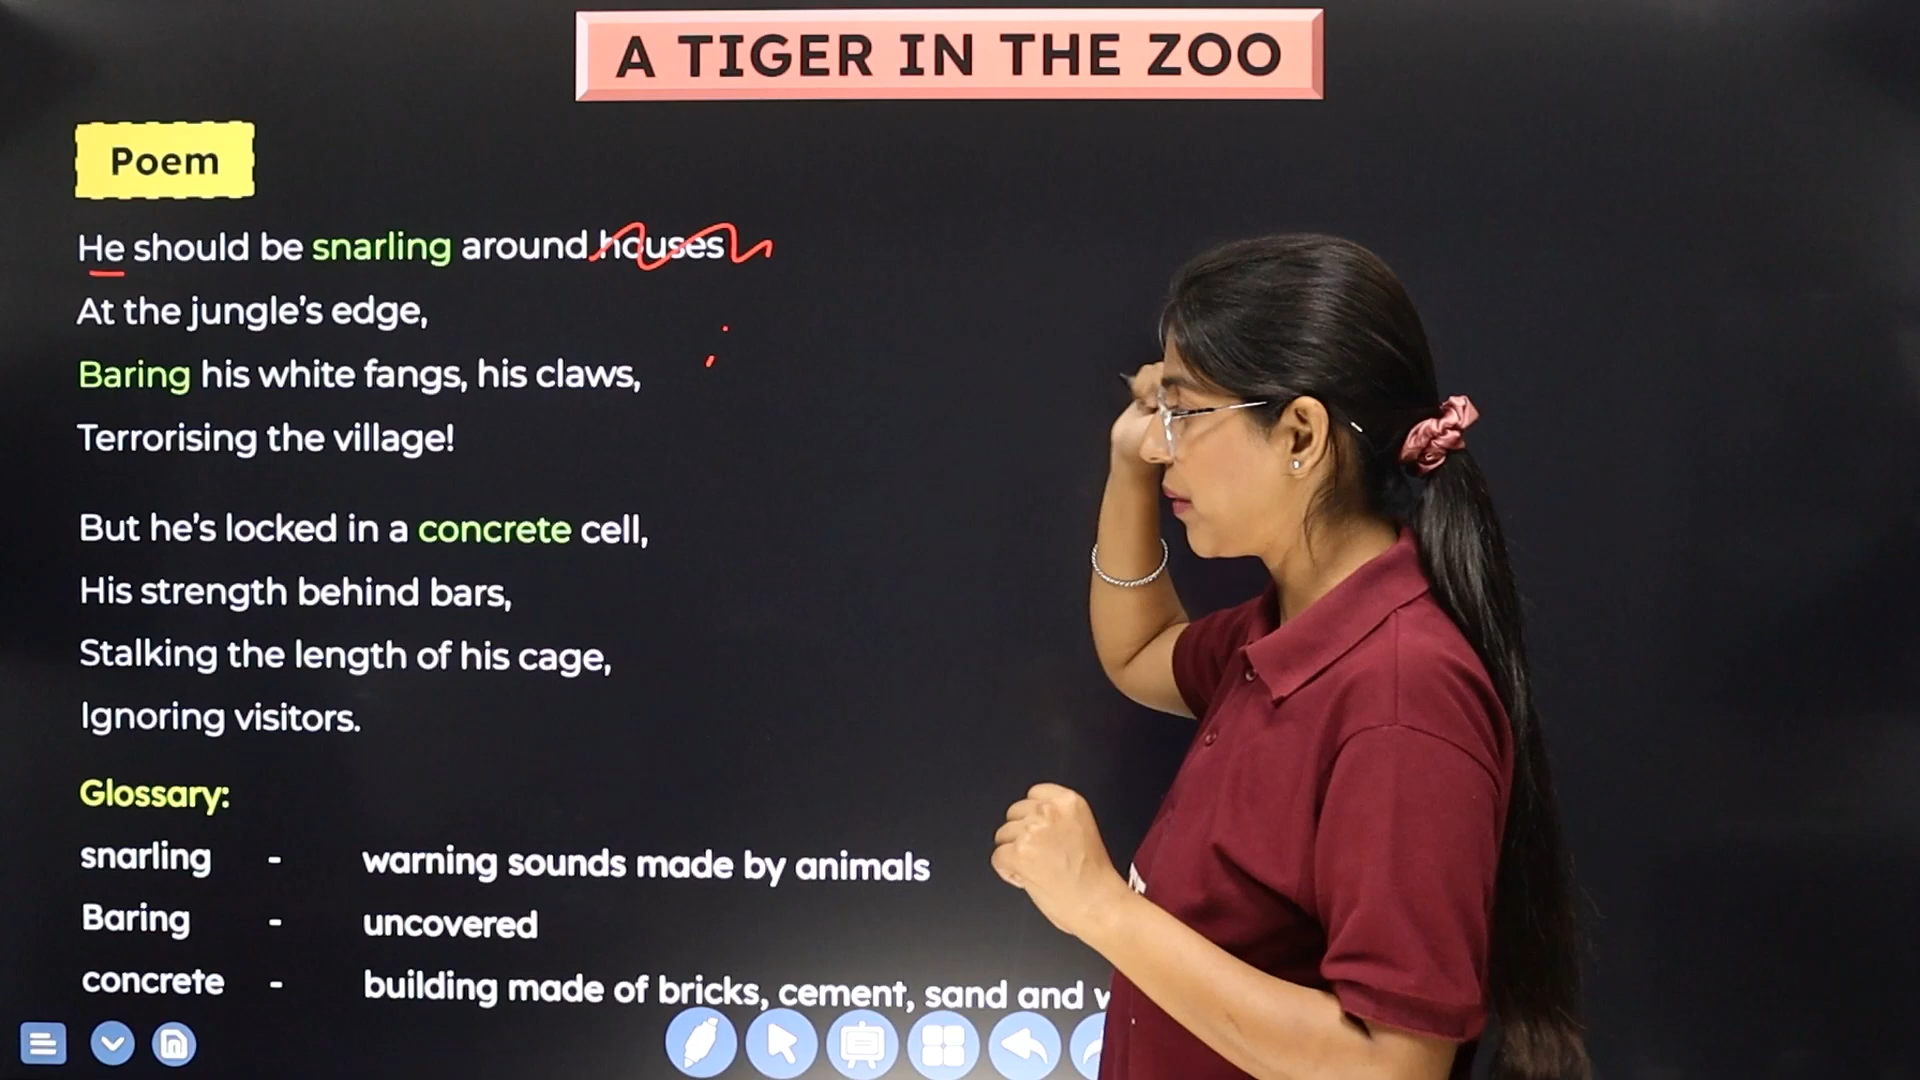 A TIGER IN THE ZOO
Poem
He should be snarling around houses
At the jungle's edge,
Baring his white fangs, his claws,
Terrorising the village!
But he's locked in a concrete cell,
His strength behind bars,
Stalking the length of his cage,
Ignoring visitors.
Glossary:
snarling - warning sounds made by animals
Baring - uncovered
concrete - building made of bricks, cement, sand and